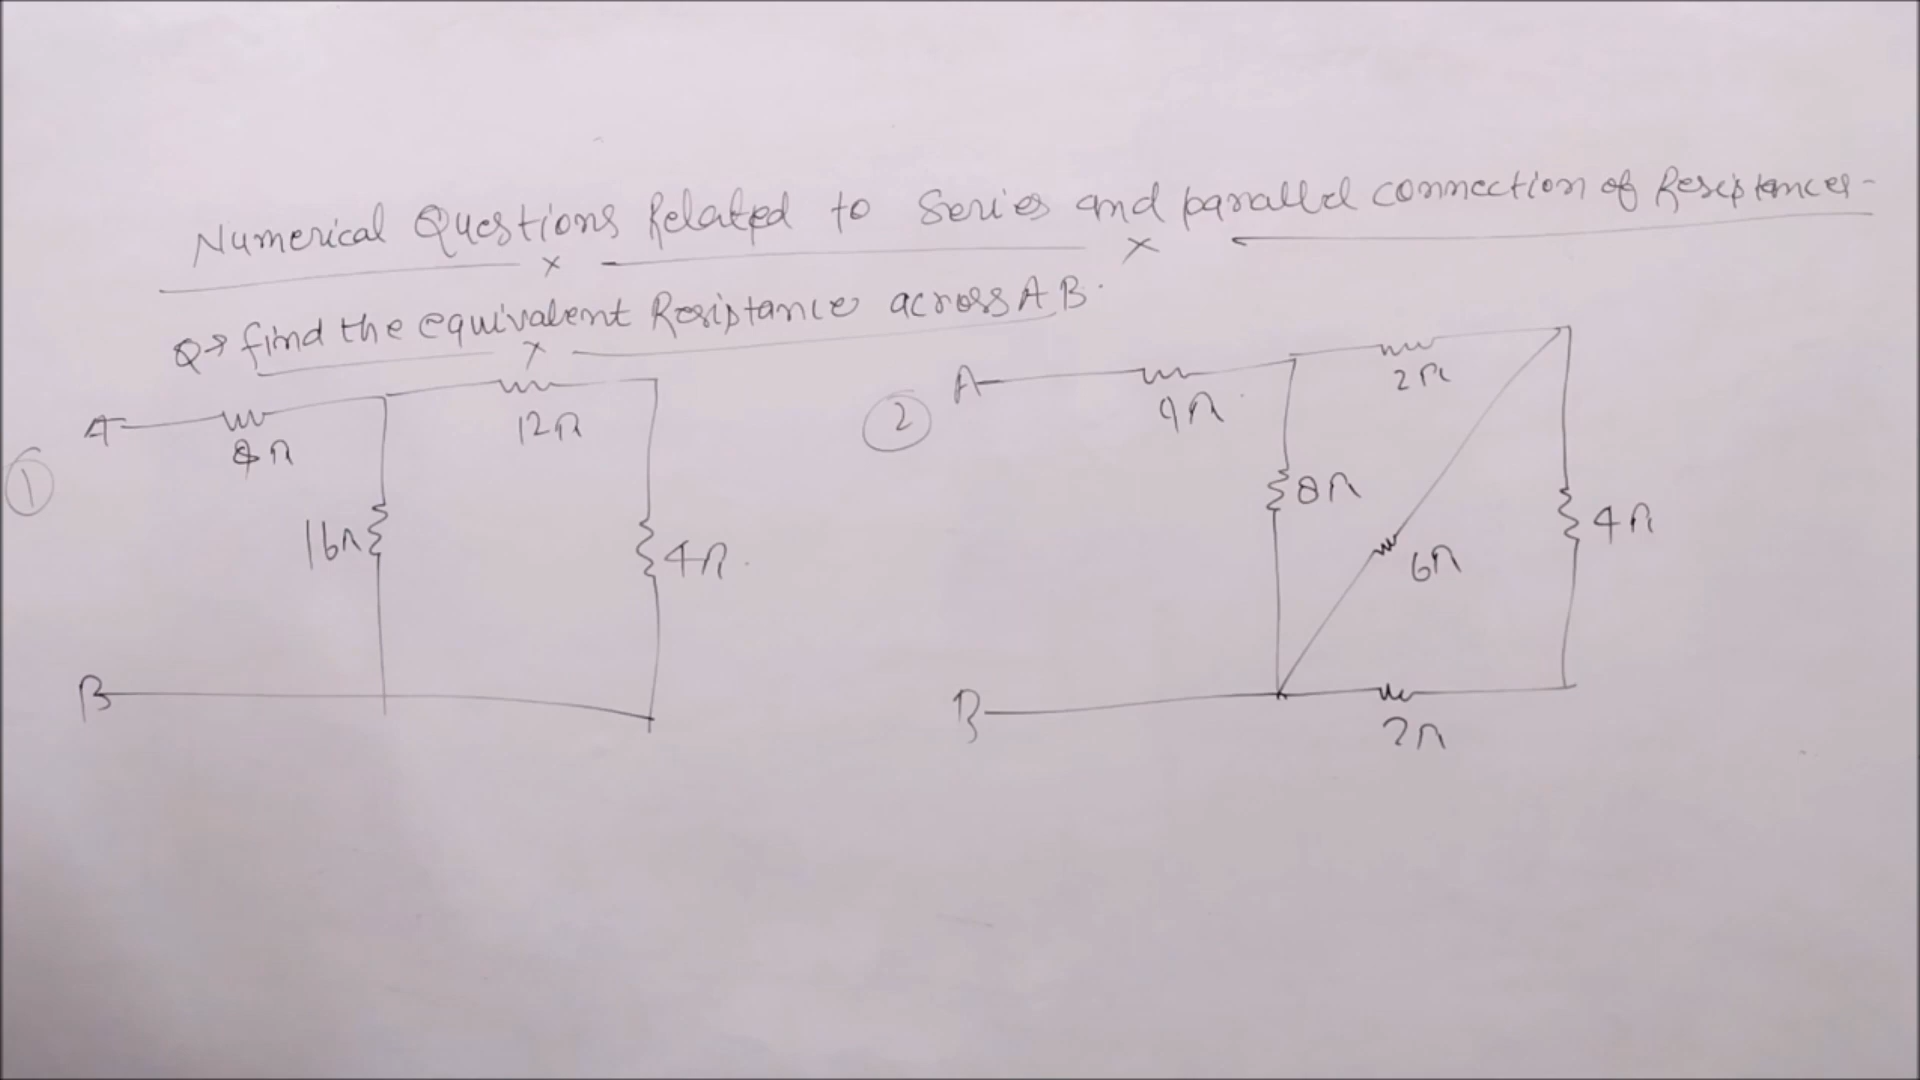 Numerical Questions Related to Series and parallel connection of Resistances-
Q→ find the equivalent Resistance across AB.
①
A
8Ω
12Ω
16Ω
4Ω
B
②
A
9Ω
2Ω
8Ω
6Ω
4Ω
B
2Ω